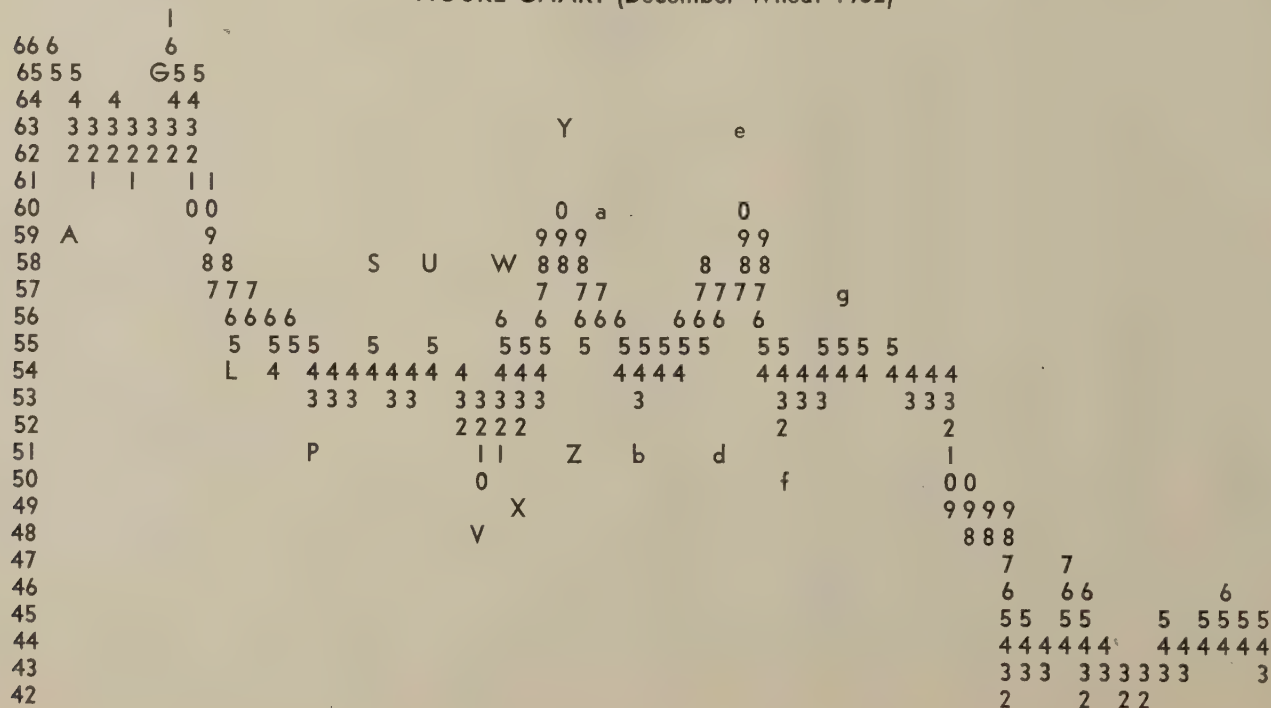 FIGURE CHART (December Wheat 1932)
I
66 6 6
65 5 5 G 5 5
64 4 4 4 4
63 3 3 3 3 3 3 3 Y e
62 2 2 2 2 2 2 2
61 I I I I
60 0 0 0 a 0
59 A 9 9 9 9 9 9
58 8 8 S U W 8 8 8 8 8 8
57 7 7 7 7 7 7 7 7 7 7 g
56 6 6 6 6 6 6 6 6 6 6 6 6 6
55 5 5 5 5 5 5 5 5 5 5 5 5 5 5 5 5 5 5 5 5 5
54 L 4 4 4 4 4 4 4 4 4 4 4 4 4 4 4 4 4 4 4 4 4 4 4 4 4 4
53 3 3 3 3 3 3 3 3 3 3 3 3 3 3 3 3 3
52 2 2 2 2 2 2
51 P I I Z b d I
50 0 f 0 0
49 X 9 9 9 9
48 V 8 8 8
47 7 7
46 6 6 6 6
45 5 5 5 5 5 5 5 5 5
44 4 4 4 4 4 4 4 4 4 4 4 4
43 3 3 3 3 3 3 3 3 3 3
42 2 2 2 2